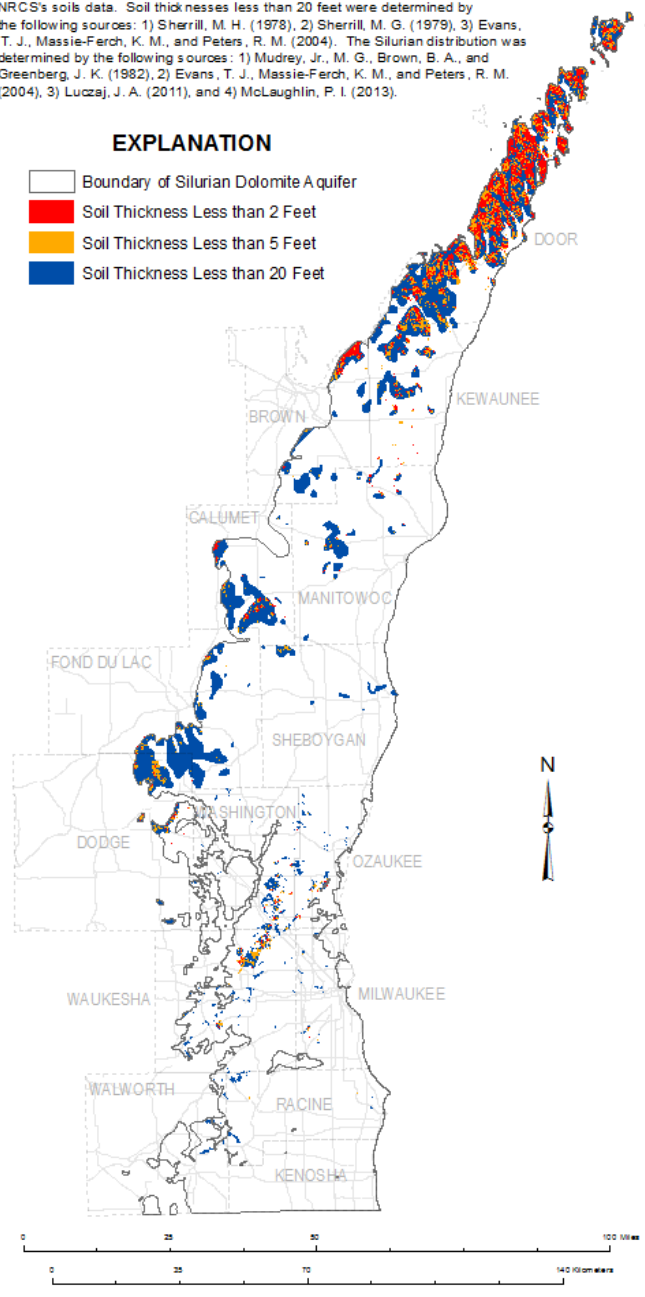 NRCS's soils data. Soil thicknesses less than 20 feet were determined by
the following sources: 1) Sherrill, M. H. (1978), 2) Sherrill, M. G. (1979), 3) Evans,
T. J., Massie-Ferch, K. M., and Peters, R. M. (2004). The Silurian distribution was
determined by the following sources: 1) Mudrey, Jr., M. G., Brown, B. A., and
Greenberg, J. K. (1982), 2) Evans, T. J., Massie-Ferch, K. M., and Peters, R. M.
(2004), 3) Luczaj, J. A. (2011), and 4) McLaughlin, P. I. (2013).
EXPLANATION
Boundary of Silurian Dolomite Aquifer
Soil Thickness Less than 2 Feet
Soil Thickness Less than 5 Feet
Soil Thickness Less than 20 Feet
DOOR
KEWAUNEE
BROWN
CALUMET
MANITOWOC
FOND DU LAC
SHEBOYGAN
N
WASHINGTON
DODGE
OZAUKEE
WAUKESHA
MILWAUKEE
WALWORTH
RACINE
KENOSHA
0 25 50 100 Miles
0 35 70 140 Kilometers